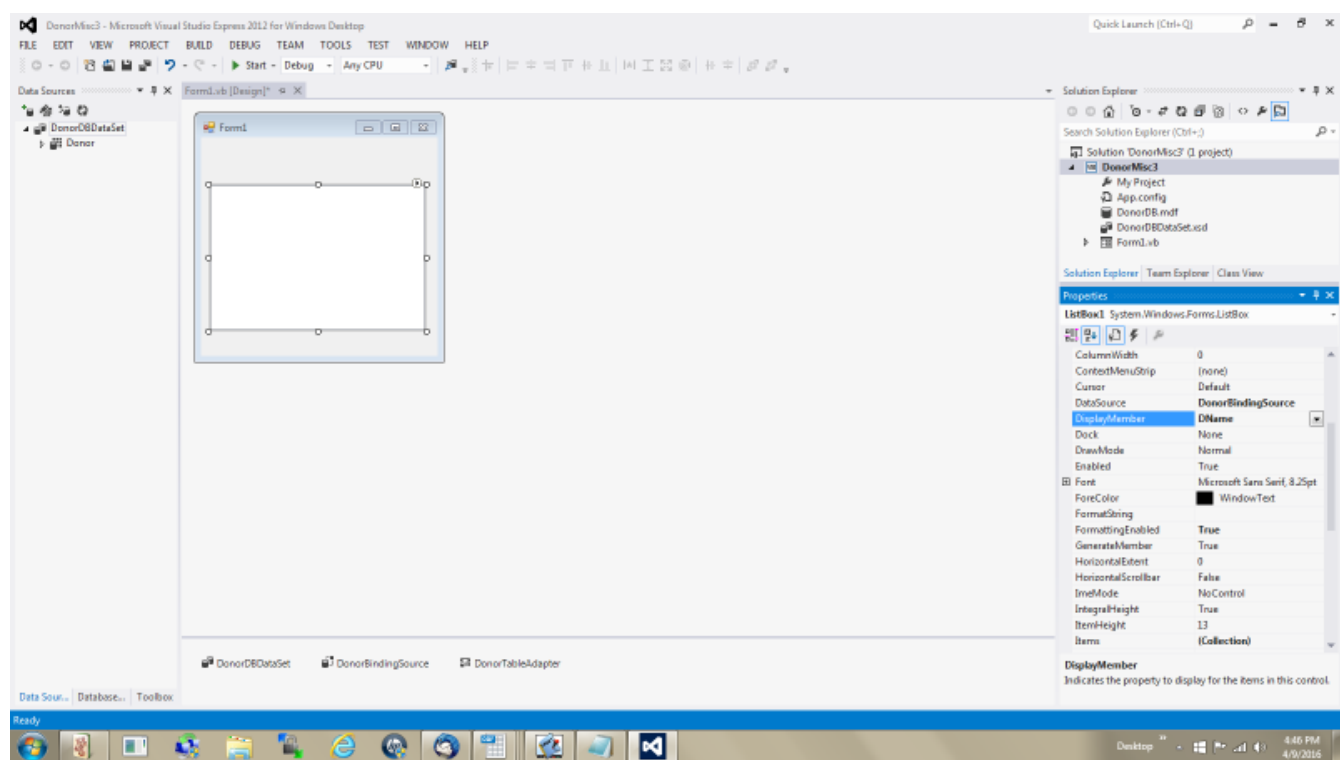 DonorMisc3 - Microsoft Visual Studio Express 2012 for Windows Desktop
Quick Launch (Ctrl+Q)
FILE EDIT VIEW PROJECT BUILD DEBUG TEAM TOOLS TEST WINDOW HELP
Start Debug Any CPU
Data Sources
DonorDBDataSet
Donor
Form1.vb [Design]*
Form1
Solution Explorer
Search Solution Explorer (Ctrl+;)
Solution 'DonorMisc3' (1 project)
DonorMisc3
My Project
App.config
DonorDB.mdf
DonorDBDataSet.xsd
Form1.vb
Solution Explorer Team Explorer Class View
Properties
ListBox1 System.Windows.Forms.ListBox
ColumnWidth 0
ContextMenuStrip (none)
Cursor Default
DataSource DonorBindingSource
DisplayMember DName
Dock None
DrawMode Normal
Enabled True
Font Microsoft Sans Serif, 8.25pt
ForeColor WindowText
FormatString
FormattingEnabled True
GenerateMember True
HorizontalExtent 0
HorizontalScrollbar False
ImeMode NoControl
IntegralHeight True
ItemHeight 13
Items (Collection)
DisplayMember
Indicates the property to display for the items in this control.
DonorDBDataSet DonorBindingSource DonorTableAdapter
Data Sour... Database... Toolbox
Ready
Desktop
4:46 PM
4/9/2016